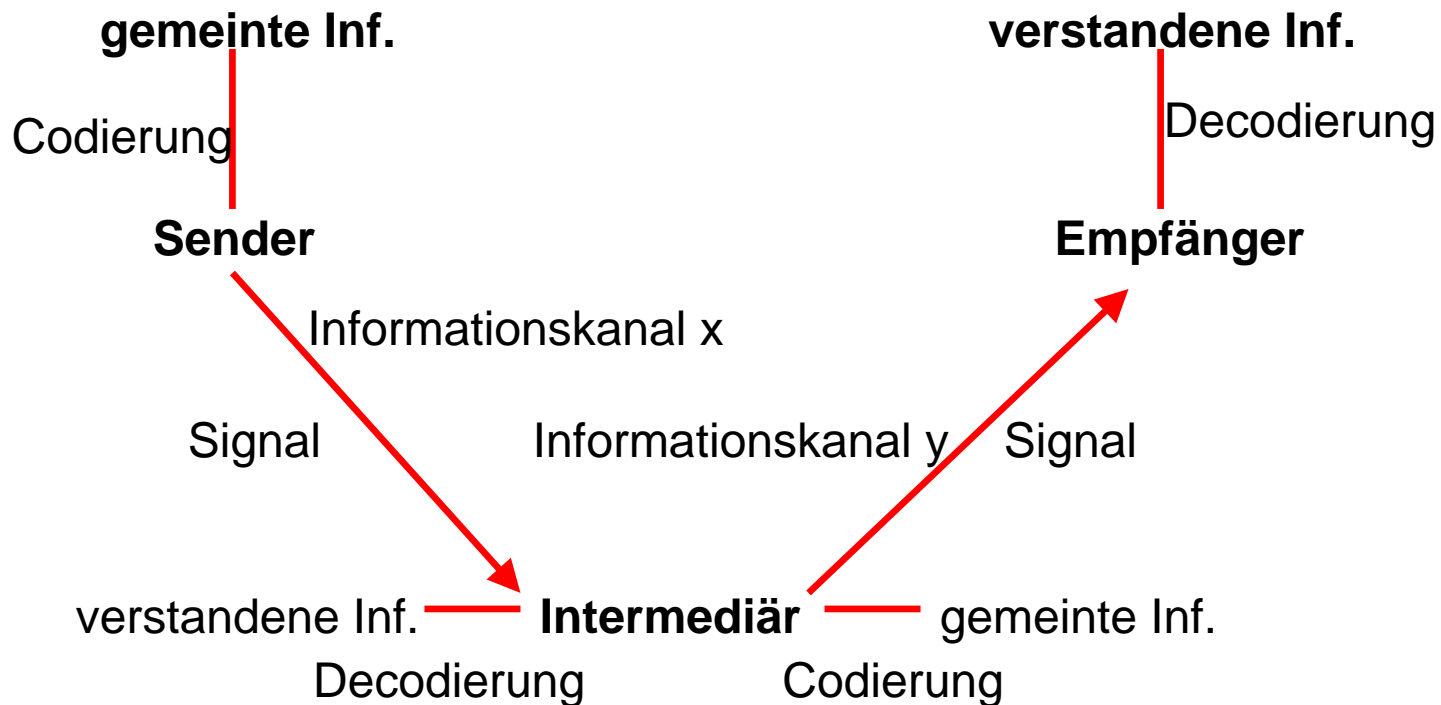 gemeinte Inf.
verstandene Inf.
Codierung
Decodierung
Sender
Empfänger
Informationskanal x
Signal
Informationskanal y
Signal
verstandene Inf.
Intermediär
gemeinte Inf.
Decodierung
Codierung